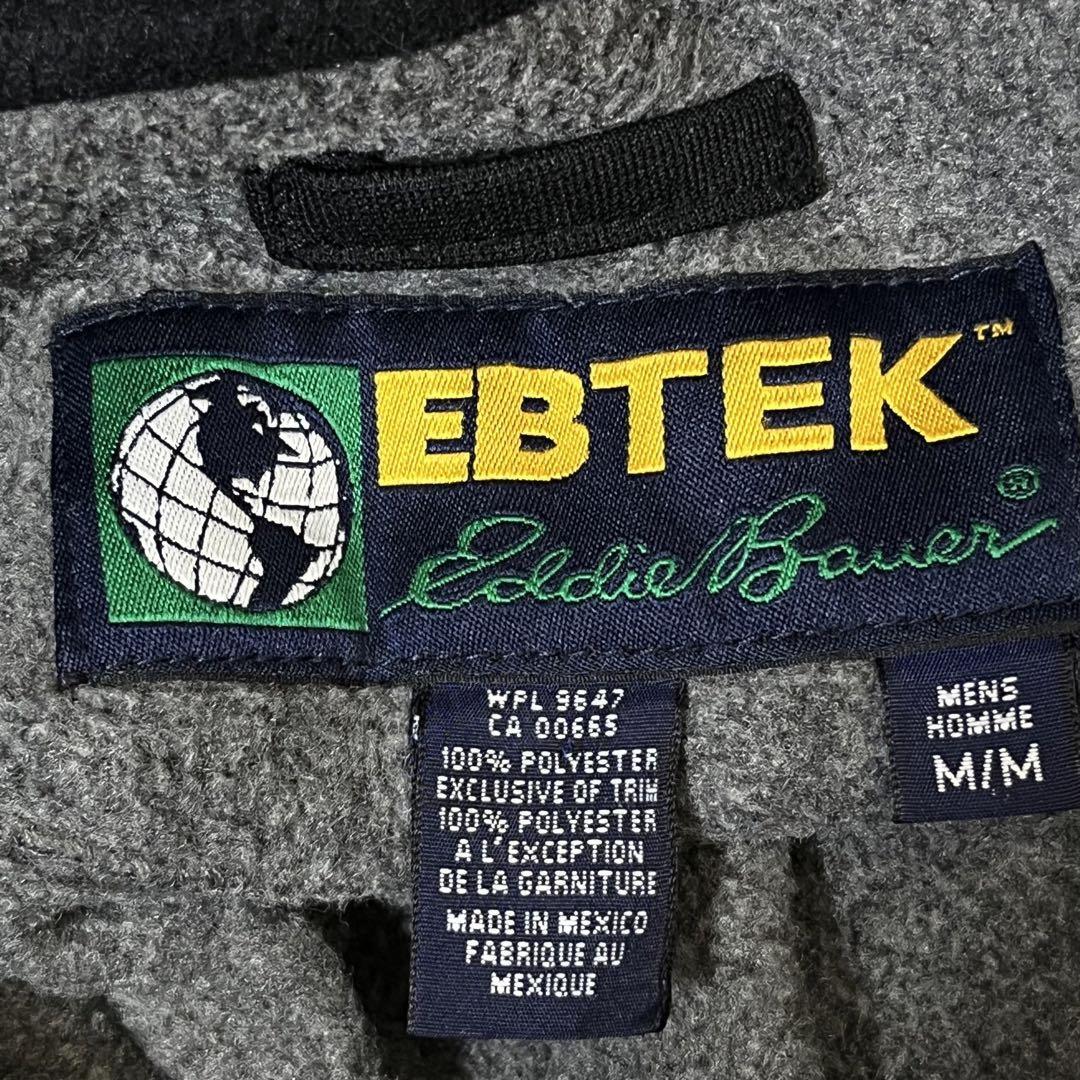 EBTEK™
Eddie Bauer®
WPL 9647
CA 00665
100% POLYESTER
EXCLUSIVE OF TRIM
100% POLYESTER
A L'EXCEPTION
DE LA GARNITURE
MADE IN MEXICO
FABRIQUE AU
MEXIQUE
MENS
HOMME
M/M